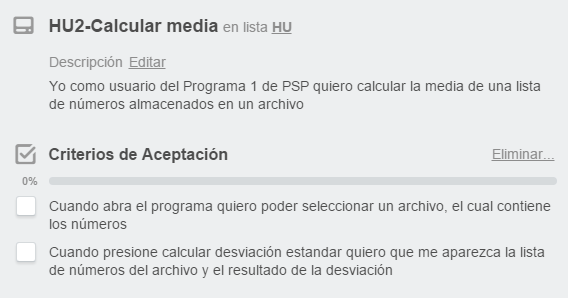 HU2-Calcular media en lista HU
Descripción Editar
Yo como usuario del Programa 1 de PSP quiero calcular la media de una lista
de números almacenados en un archivo
Criterios de Aceptación Eliminar...
0%
Cuando abra el programa quiero poder seleccionar un archivo, el cual contiene
los números
Cuando presione calcular desviación estandar quiero que me aparezca la lista
de números del archivo y el resultado de la desviación